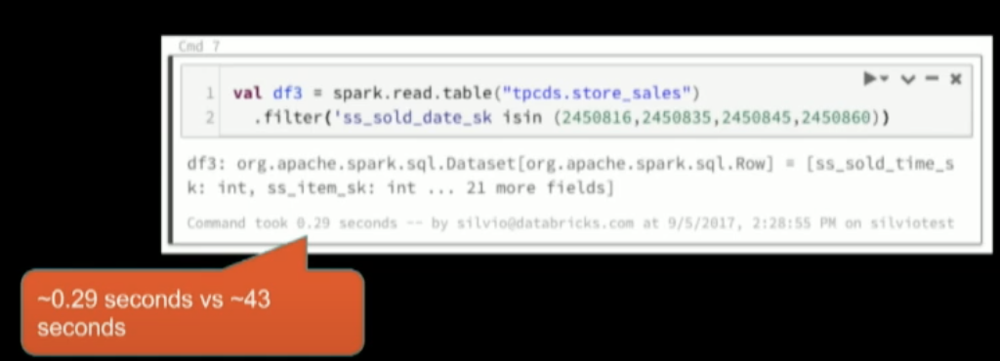 Cmd 7
1 val df3 = spark.read.table("tpcds.store_sales")
2 .filter('ss_sold_date_sk isin (2450816,2450835,2450845,2450860))
df3: org.apache.spark.sql.Dataset[org.apache.spark.sql.Row] = [ss_sold_time_s
k: int, ss_item_sk: int ... 21 more fields]
Command took 0.29 seconds -- by silvio@databricks.com at 9/5/2017, 2:28:55 PM on silviotest
~0.29 seconds vs ~43
seconds